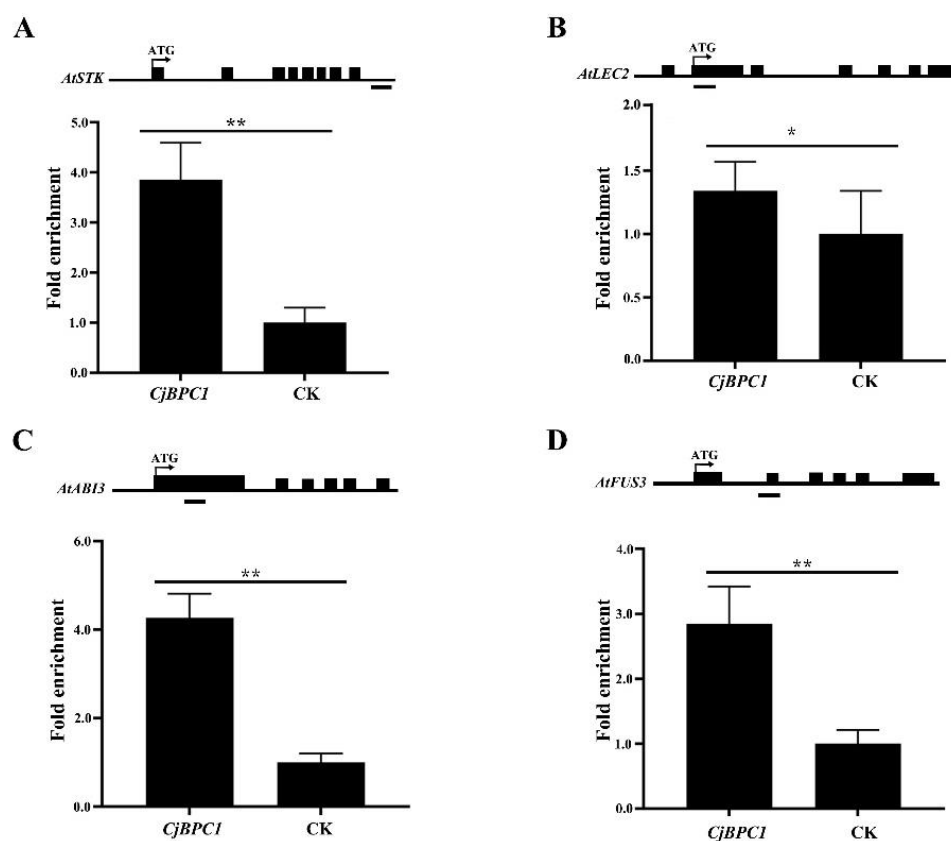 A
ATG
AtSTK
**
5.0
4.0
3.0
2.0
1.0
0.0
Fold enrichment
CjBPC1 CK
B
ATG
AtLEC2
*
2.0
1.5
1.0
0.5
0.0
Fold enrichment
CjBPC1 CK
C
ATG
AtABI3
**
6.0
4.0
2.0
0.0
Fold enrichment
CjBPC1 CK
D
ATG
AtFUS3
**
4.0
3.0
2.0
1.0
0.0
Fold enrichment
CjBPC1 CK